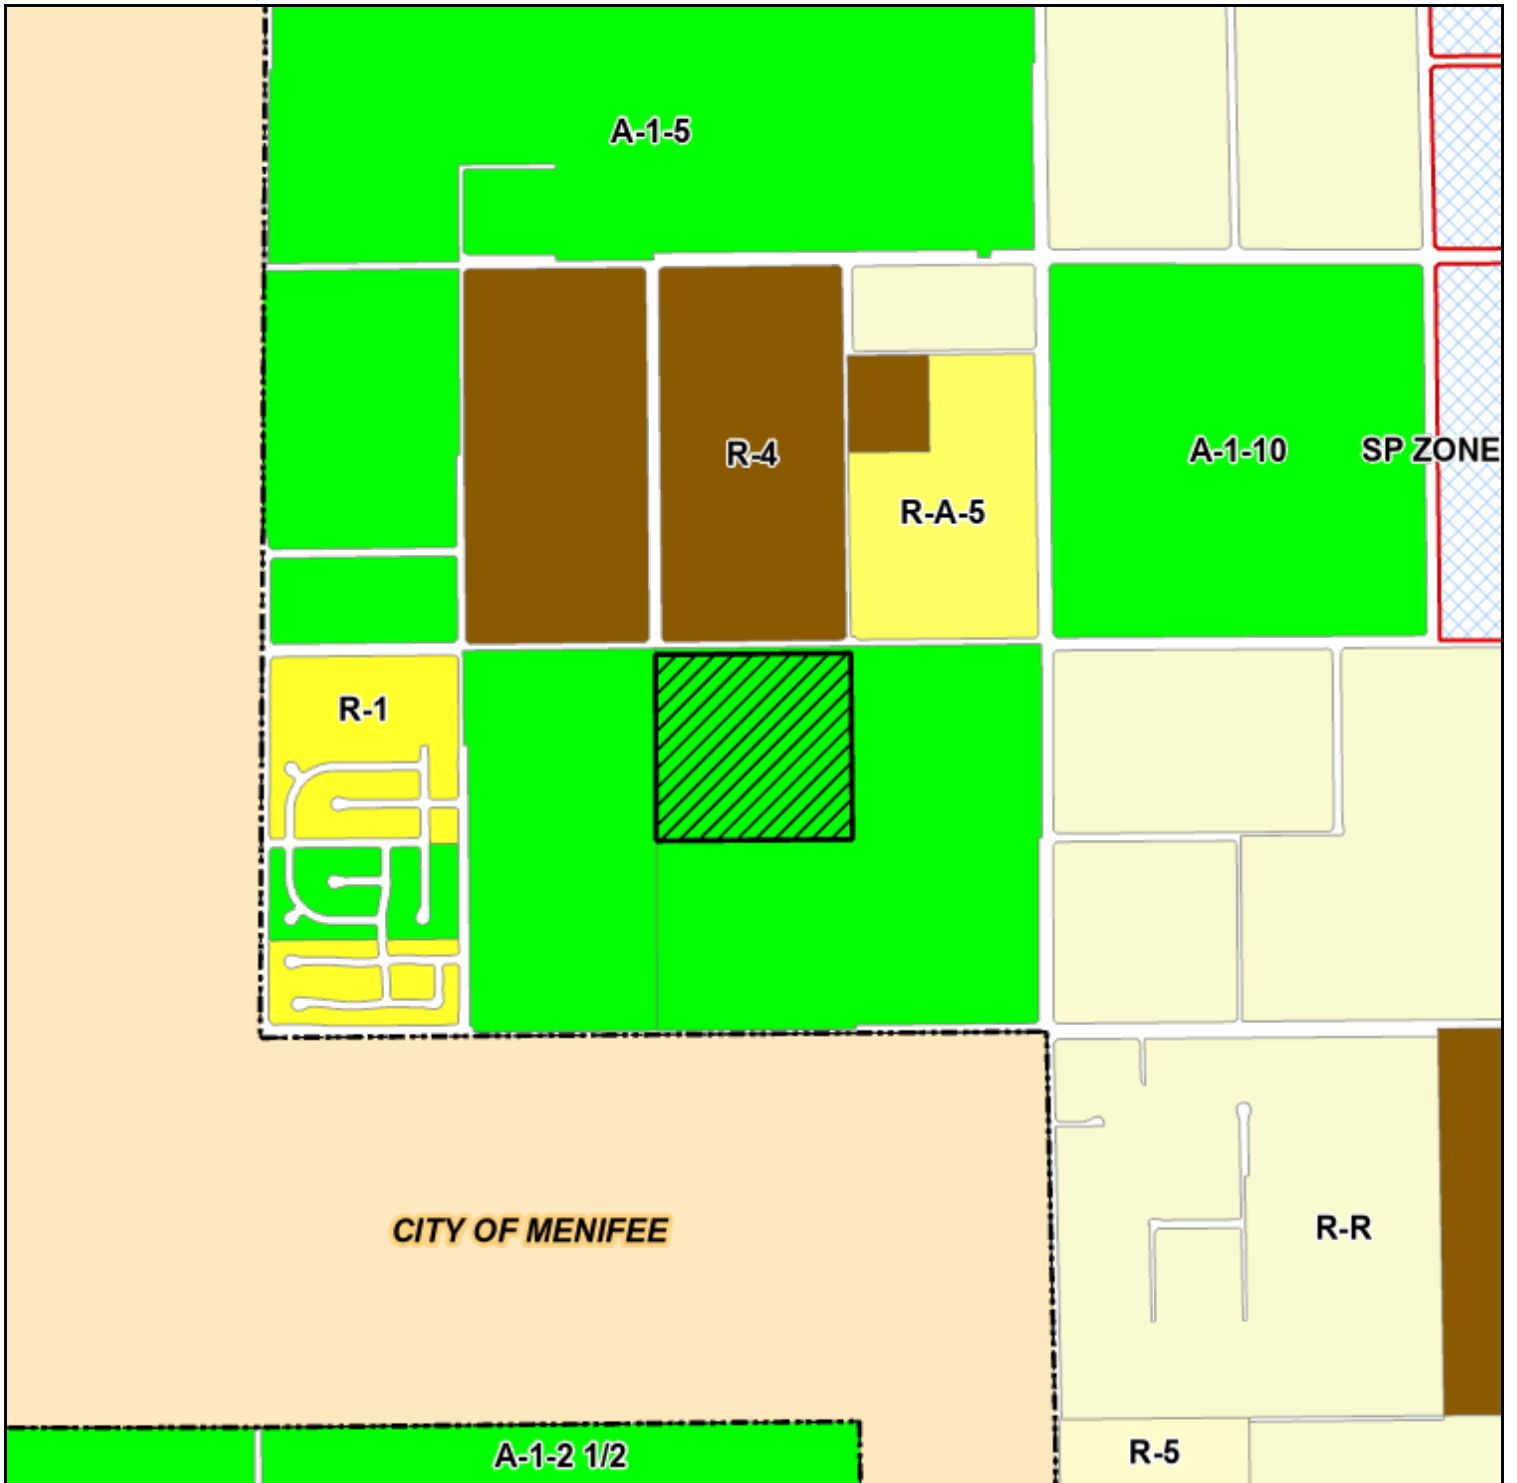 A-1-5
R-4
A-1-10
SP ZONE
R-A-5
R-1
CITY OF MENIFEE
R-R
A-1-2 1/2
R-5